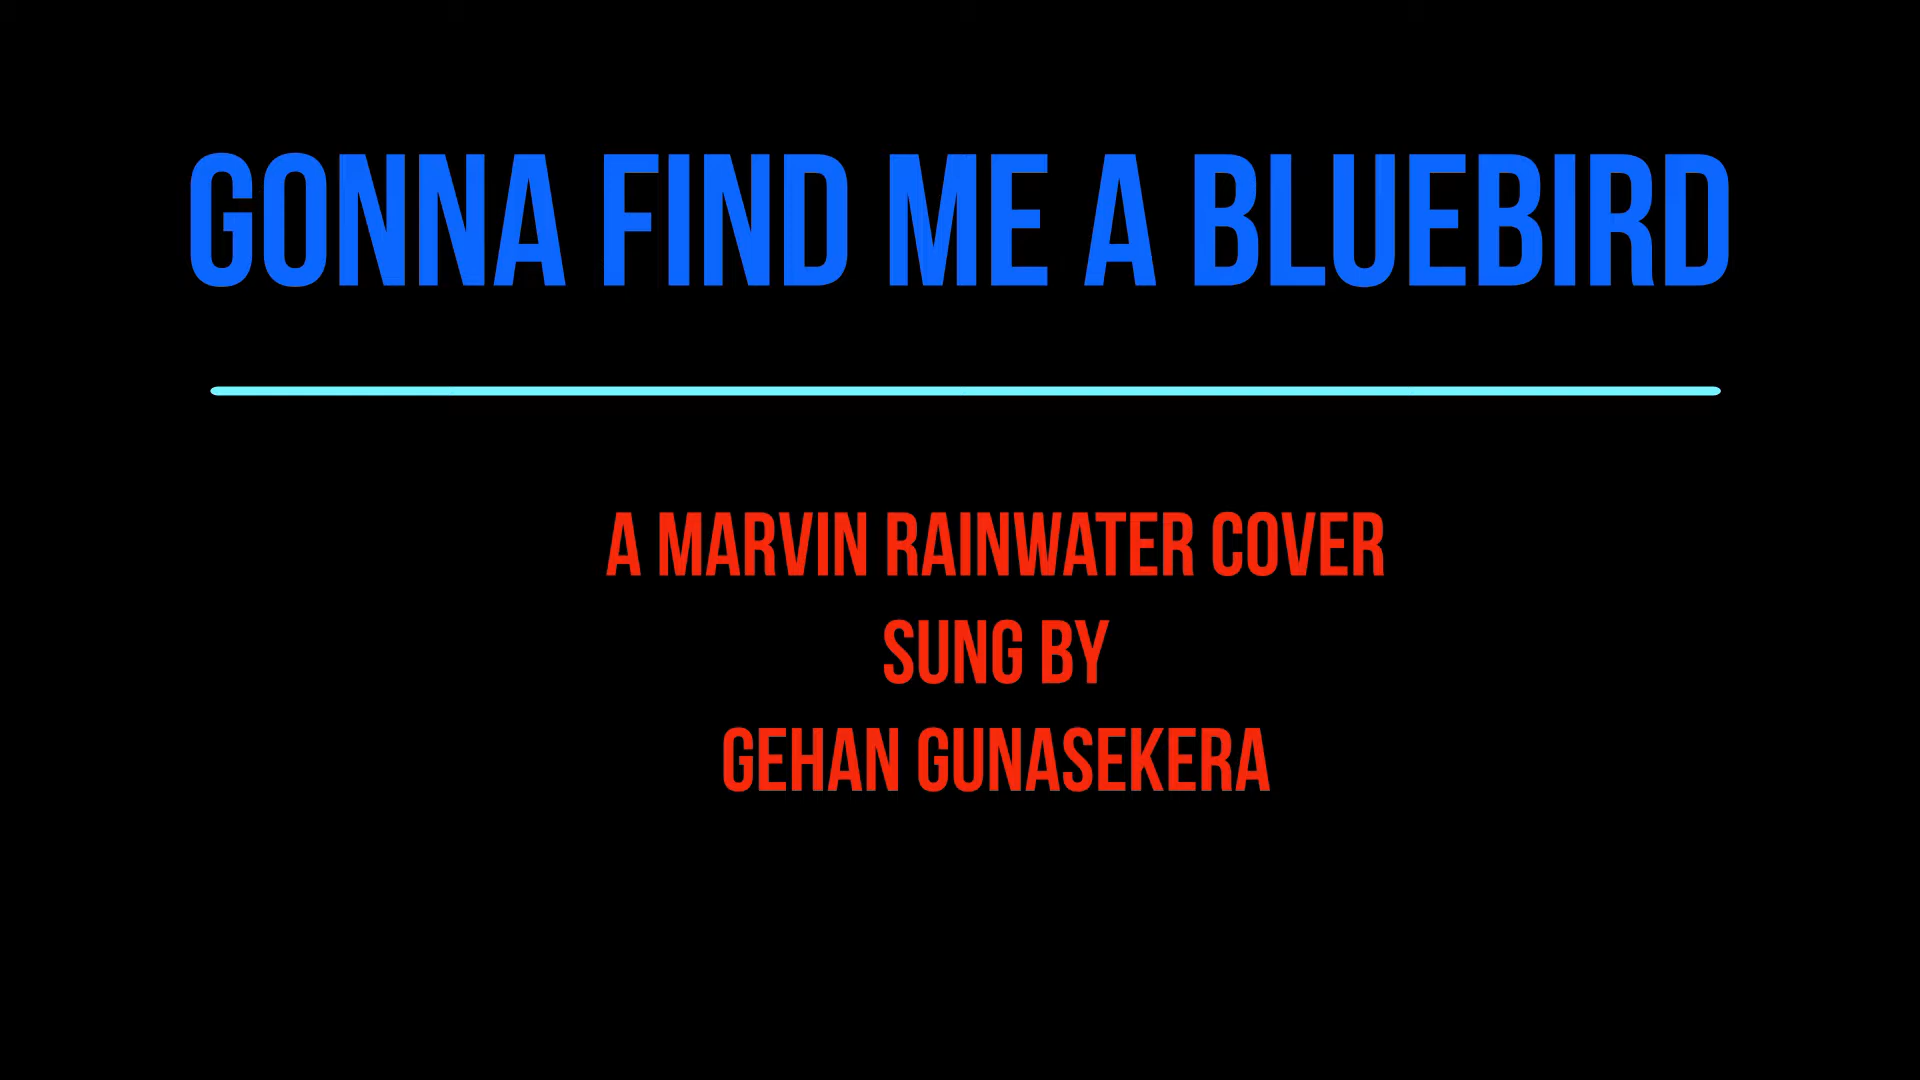 GONNA FIND ME A BLUEBIRD
A MARVIN RAINWATER COVER
SUNG BY
GEHAN GUNASEKERA